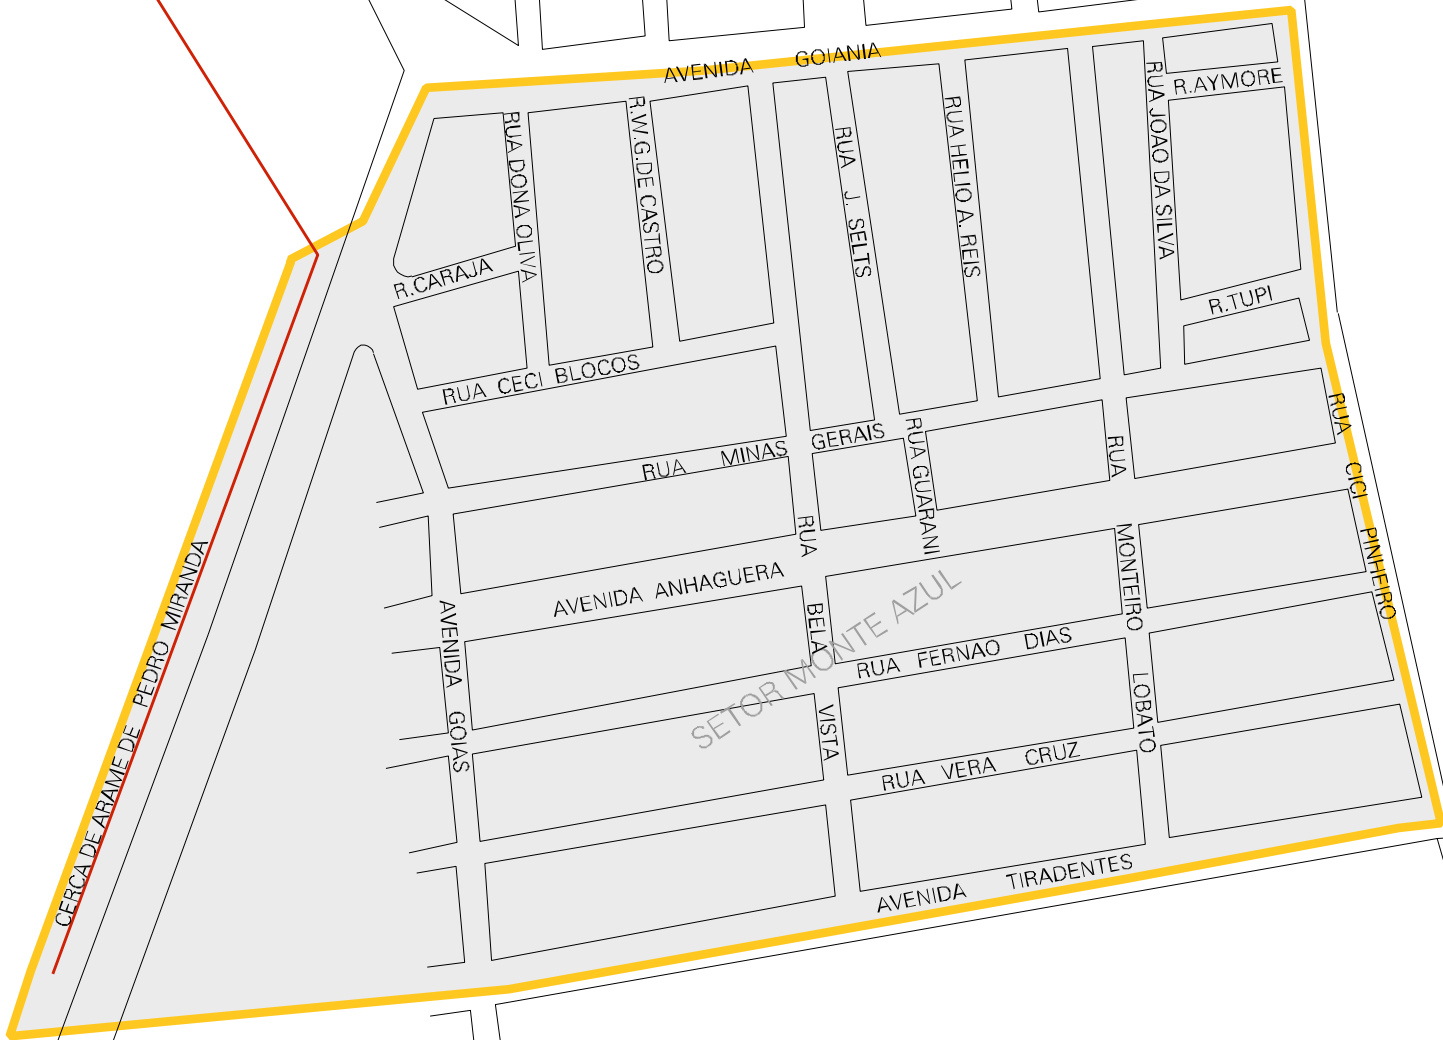 AVENIDA GOIANIA
R.AYMORE
RUA DONA OLIVA
R.W.G.DE CASTRO
RUA J. SELTS
RUA HELIO A. REIS
RUA JOAO DA SILVA
R.CARAJA
R.TUPI
RUA CECI BLOCOS
RUA MINAS GERAIS
RUA GUARANI
RUA MONTEIRO LOBATO
RUA CICI PINHEIRO
RUA BELA VISTA
AVENIDA ANHAGUERA
SETOR MONTE AZUL
AVENIDA GOIAS
RUA FERNAO DIAS
RUA VERA CRUZ
CERCA DE ARAME DE PEDRO MIRANDA
AVENIDA TIRADENTES